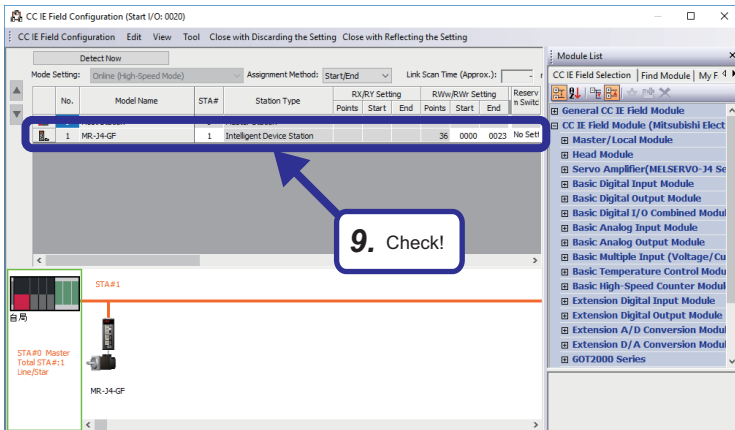 CC IE Field Configuration (Start I/O: 0020)
CC IE Field Configuration Edit View Tool Close with Discarding the Setting Close with Reflecting the Setting
Detect Now
Mode Setting: Online (High-Speed Mode) Assignment Method: Start/End Link Scan Time (Approx.):
No. Model Name STA# Station Type RX/RY Setting RWw/RWr Setting Reserv
Points Start End Points Start End n Switc
1 MR-J4-GF 1 Intelligent Device Station 36 0000 0023 No Sett
9. Check!
STA#1
台局
STA#0 Master
Total STA#:1
Line/Star
MR-J4-GF
Module List
CC IE Field Selection Find Module My F
General CC IE Field Module
CC IE Field Module (Mitsubishi Elect
Master/Local Module
Head Module
Servo Amplifier(MELSERVO-J4 Se
Basic Digital Input Module
Basic Digital Output Module
Basic Digital I/O Combined Modul
Basic Analog Input Module
Basic Analog Output Module
Basic Multiple Input (Voltage/Cu
Basic Temperature Control Modu
Basic High-Speed Counter Modul
Extension Digital Input Module
Extension Digital Output Module
Extension A/D Conversion Modul
Extension D/A Conversion Modul
GOT2000 Series